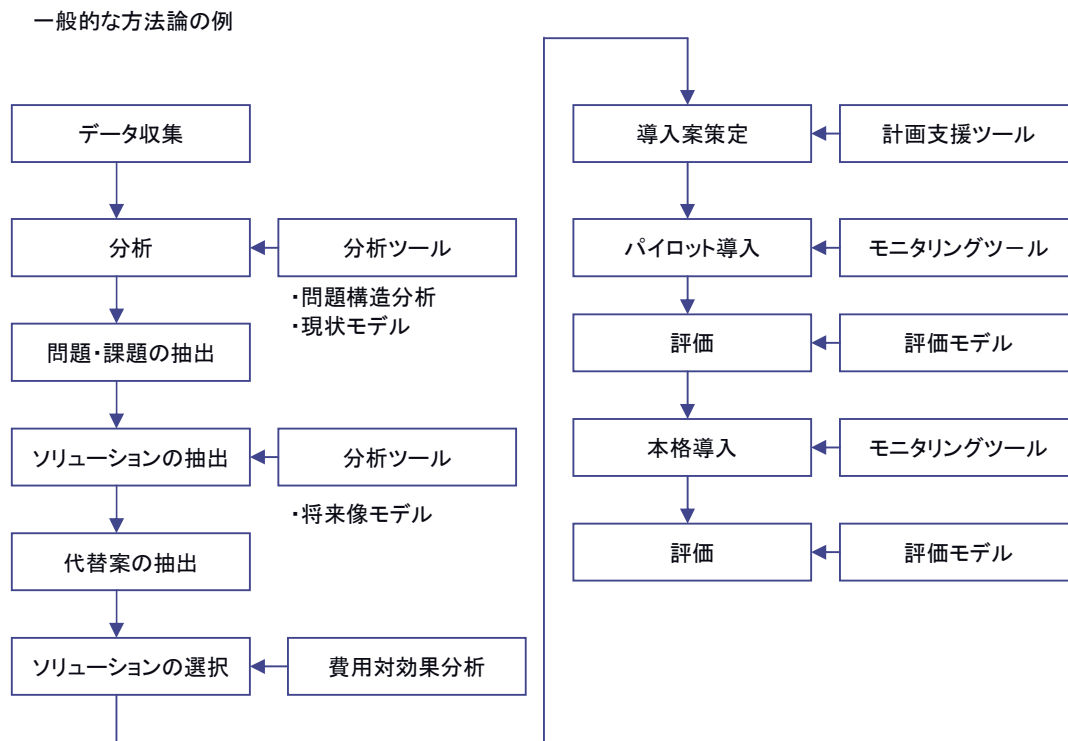 一般的な方法論の例
データ収集
分析
分析ツール
・問題構造分析
・現状モデル
問題・課題の抽出
ソリューションの抽出
分析ツール
・将来像モデル
代替案の抽出
ソリューションの選択
費用対効果分析
導入案策定
計画支援ツール
パイロット導入
モニタリングツール
評価
評価モデル
本格導入
モニタリングツール
評価
評価モデル